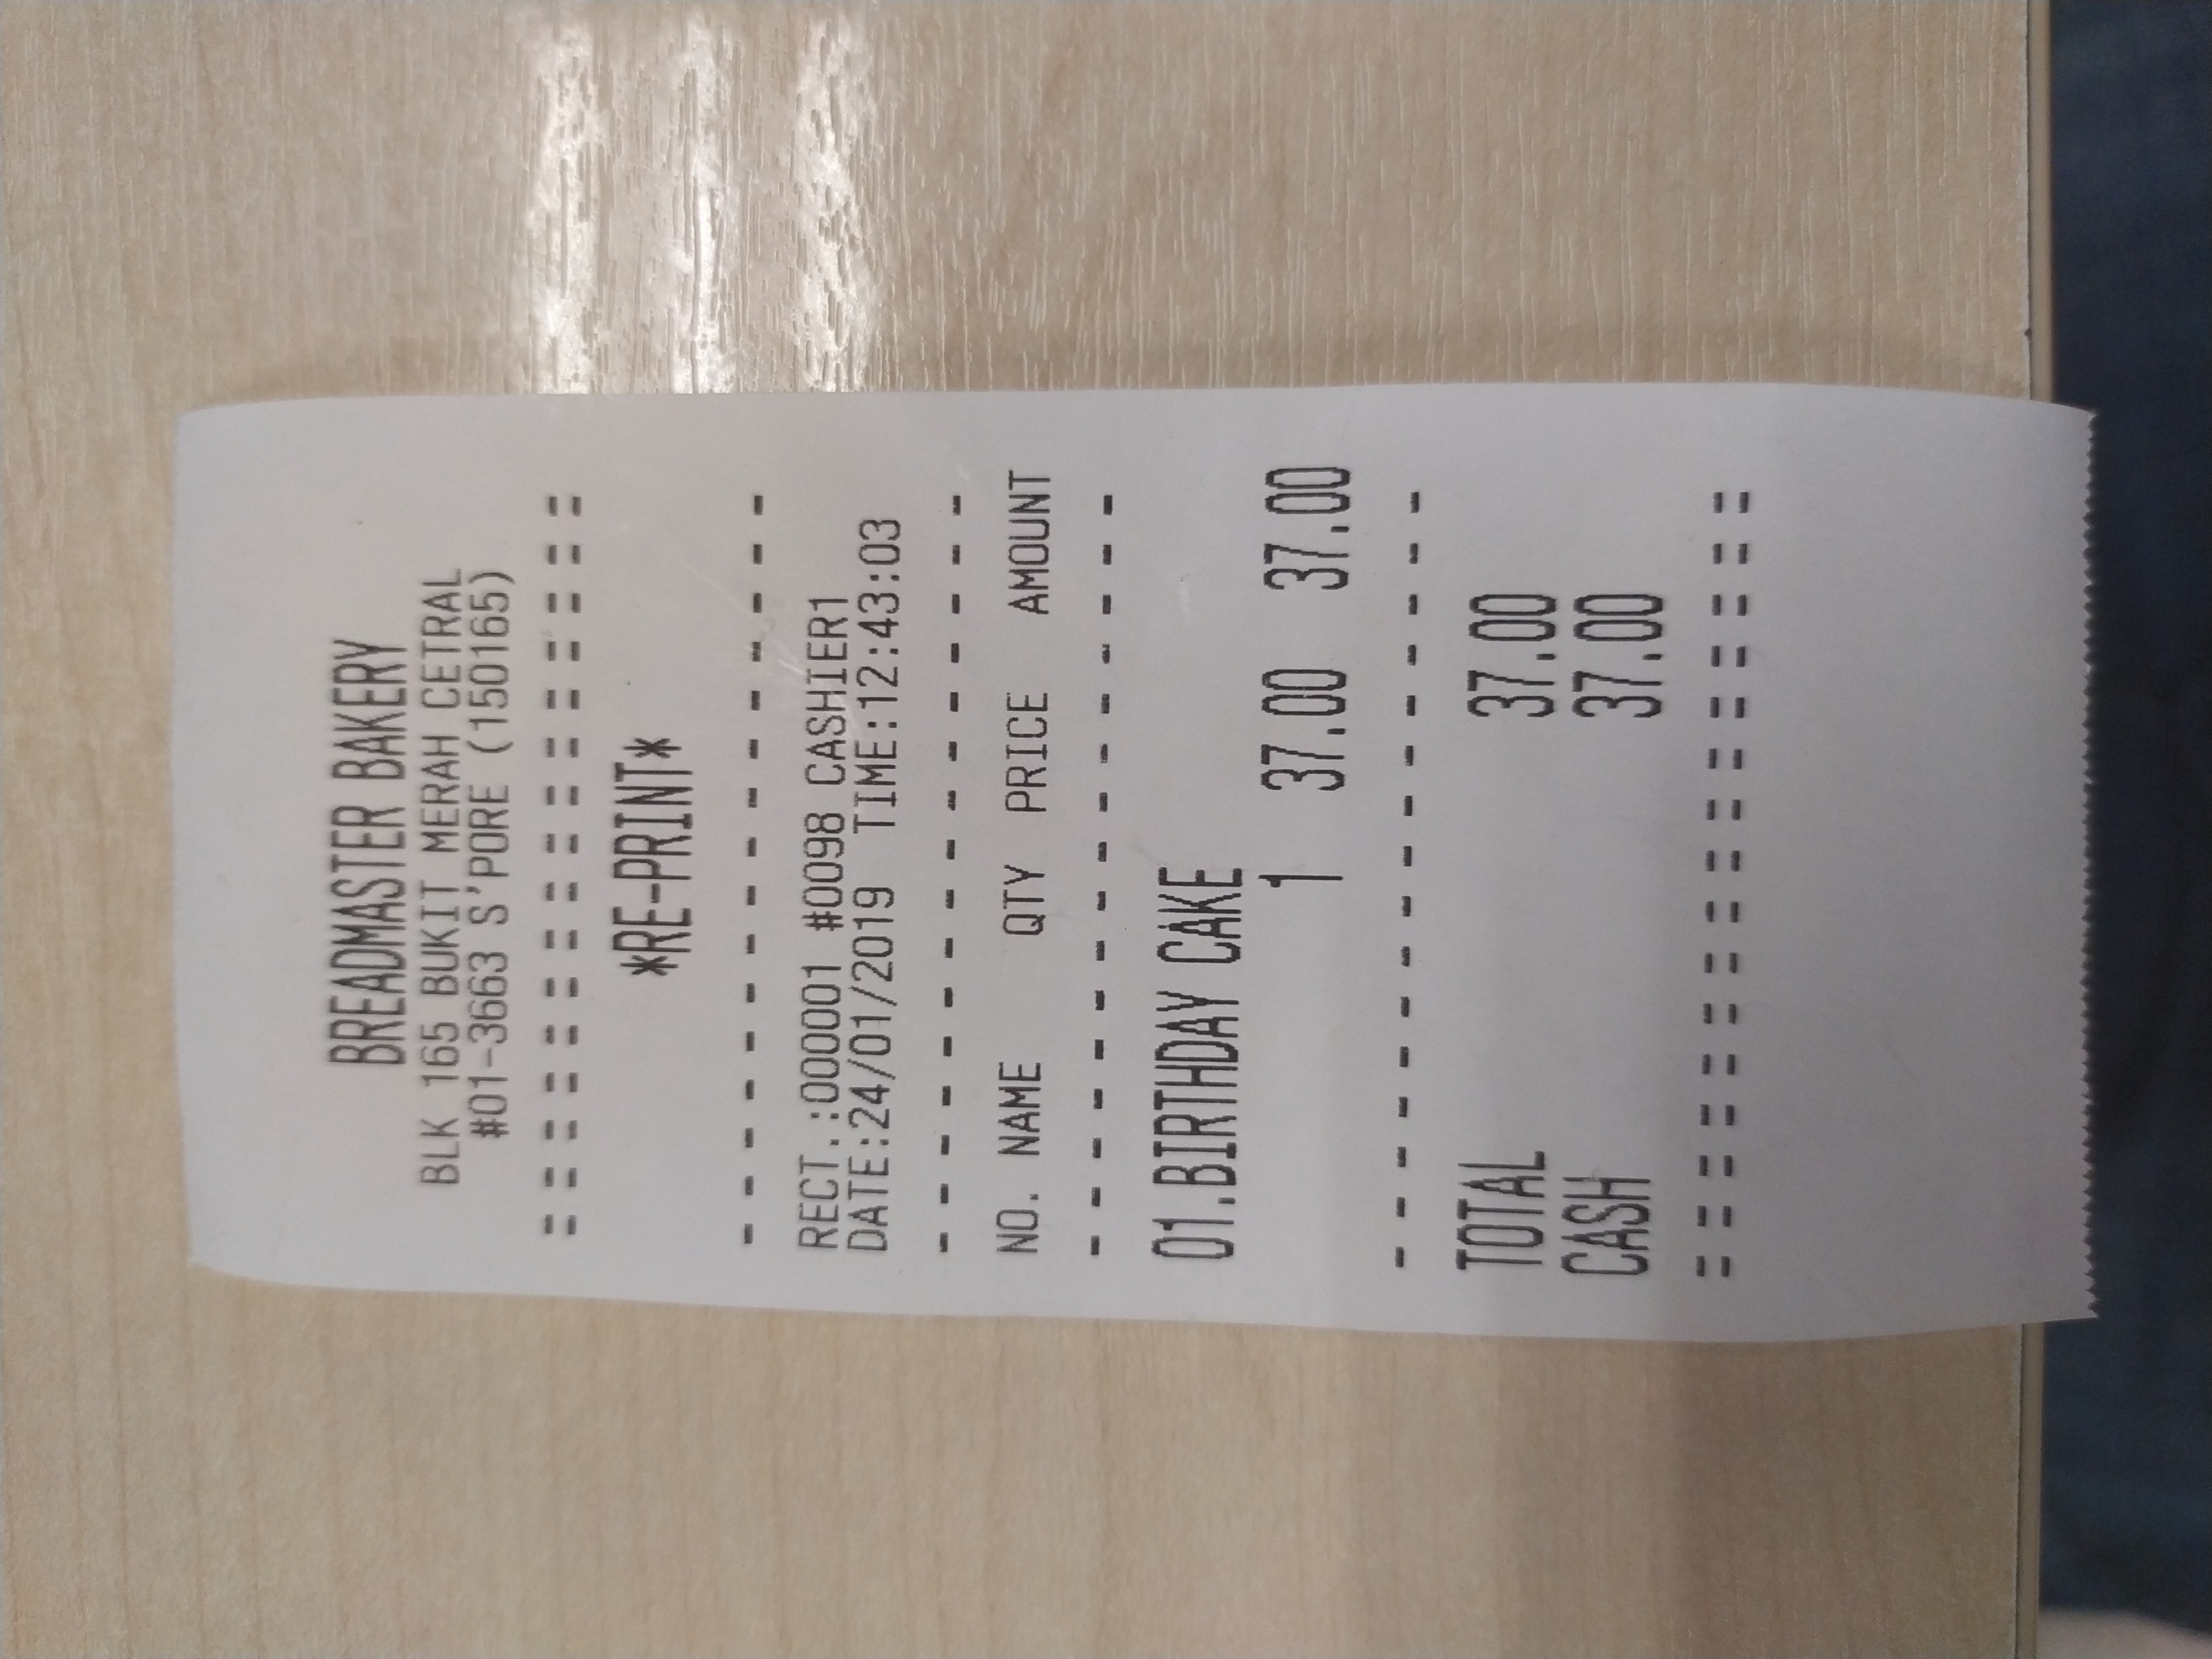 BREADMASTER BAKERY
BLK 165 BUKIT MERAH CETRAL
#01-3663 S'PORE (150165)
================
*RE-PRINT*
----------------
RECT.:000001 #0098 CASHIER1
DATE:24/01/2019 TIME:12:43:03
----------------
NO. NAME QTY PRICE AMOUNT
----------------
01.BIRTHDAY CAKE
1 37.00 37.00
----------------
TOTAL 37.00
CASH 37.00
================